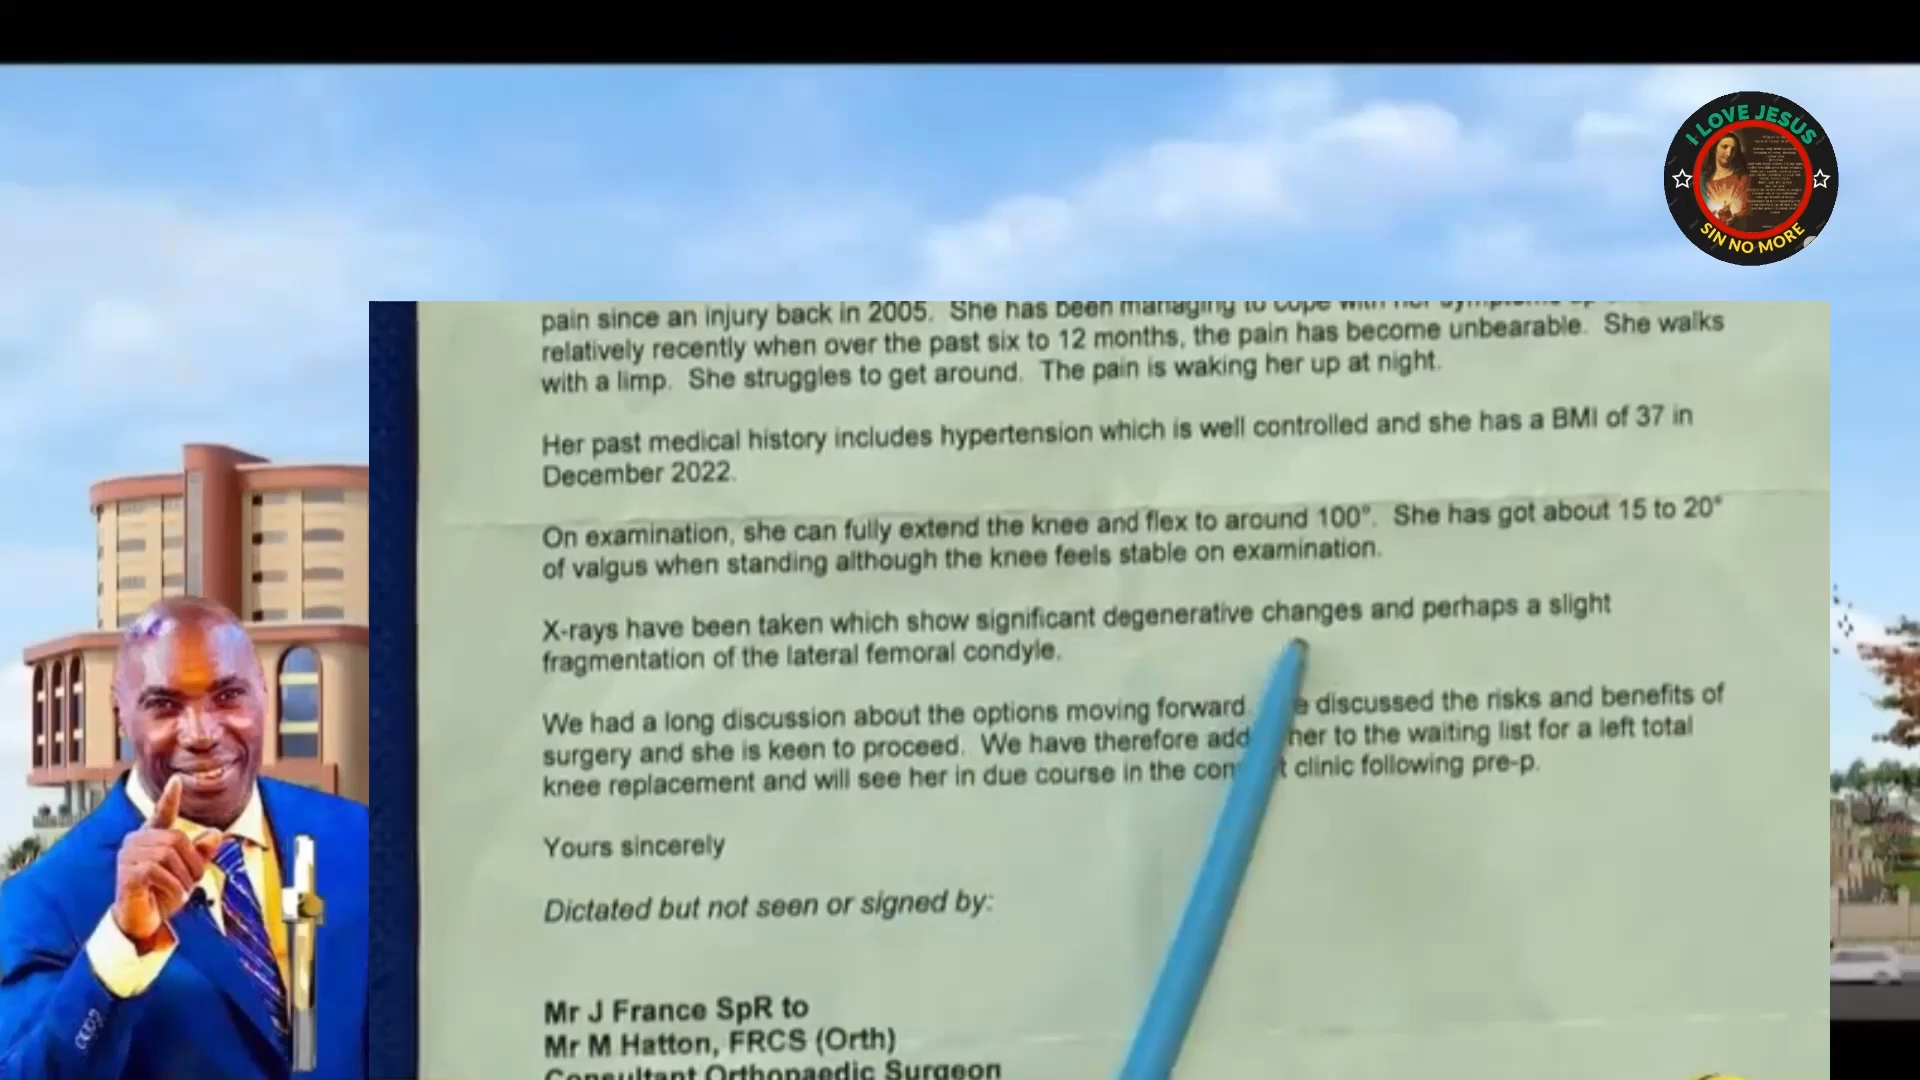 I LOVE JESUS
SIN NO MORE
pain since an injury back in 2005. She has been managing to cope with her symptoms
relatively recently when over the past six to 12 months, the pain has become unbearable. She walks
with a limp. She struggles to get around. The pain is waking her up at night.
Her past medical history includes hypertension which is well controlled and she has a BMI of 37 in
December 2022.
On examination, she can fully extend the knee and flex to around 100°. She has got about 15 to 20°
of valgus when standing although the knee feels stable on examination.
X-rays have been taken which show significant degenerative changes and perhaps a slight
fragmentation of the lateral femoral condyle.
We had a long discussion about the options moving forward. discussed the risks and benefits of
surgery and she is keen to proceed. We have therefore add her to the waiting list for a left total
knee replacement and will see her in due course in the con t clinic following pre-p.
Yours sincerely
Dictated but not seen or signed by:
Mr J France SpR to
Mr M Hatton, FRCS (Orth)
Consultant Orthopaedic Surgeon